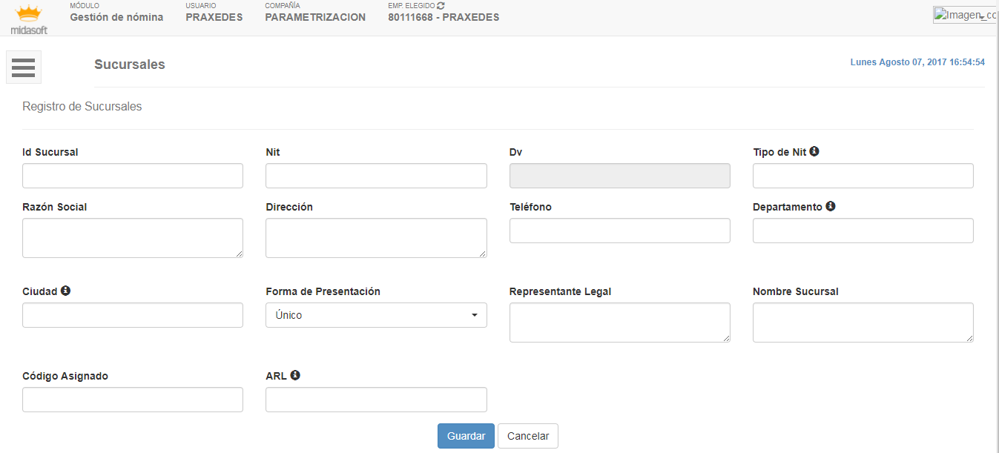 MÓDULO USUARIO COMPAÑÍA EMP. ELEGIDO
Gestión de nómina PRAXEDES PARAMETRIZACION 80111668 - PRAXEDES
Imagen_co
midasoft
Sucursales Lunes Agosto 07, 2017 16:54:54
Registro de Sucursales
Id Sucursal Nit Dv Tipo de Nit
Razón Social Dirección Teléfono Departamento
Ciudad Forma de Presentación Representante Legal Nombre Sucursal
Único
Código Asignado ARL
Guardar Cancelar